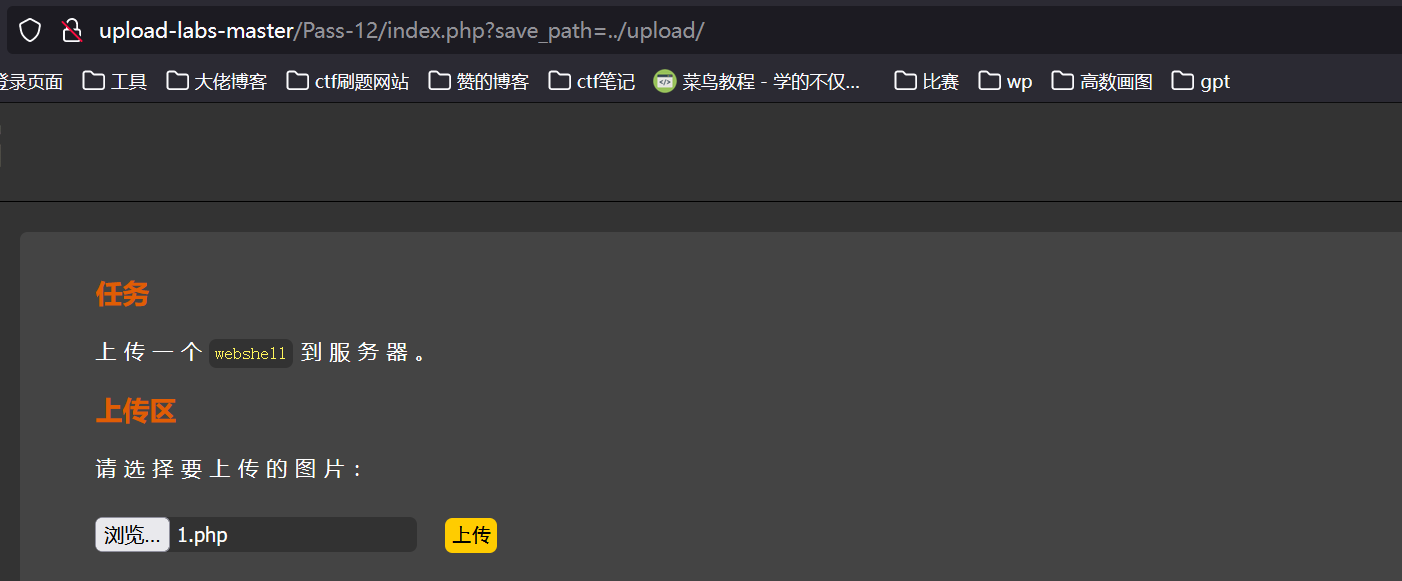 upload-labs-master/Pass-12/index.php?save_path=../upload/
登录页面 工具 大佬博客 ctf刷题网站 赞的博客 ctf笔记 菜鸟教程 - 学的不仅... 比赛 wp 高数画图 gpt
任务
上传一个 webshell 到服务器。
上传区
请选择要上传的图片：
浏览... 1.php 上传